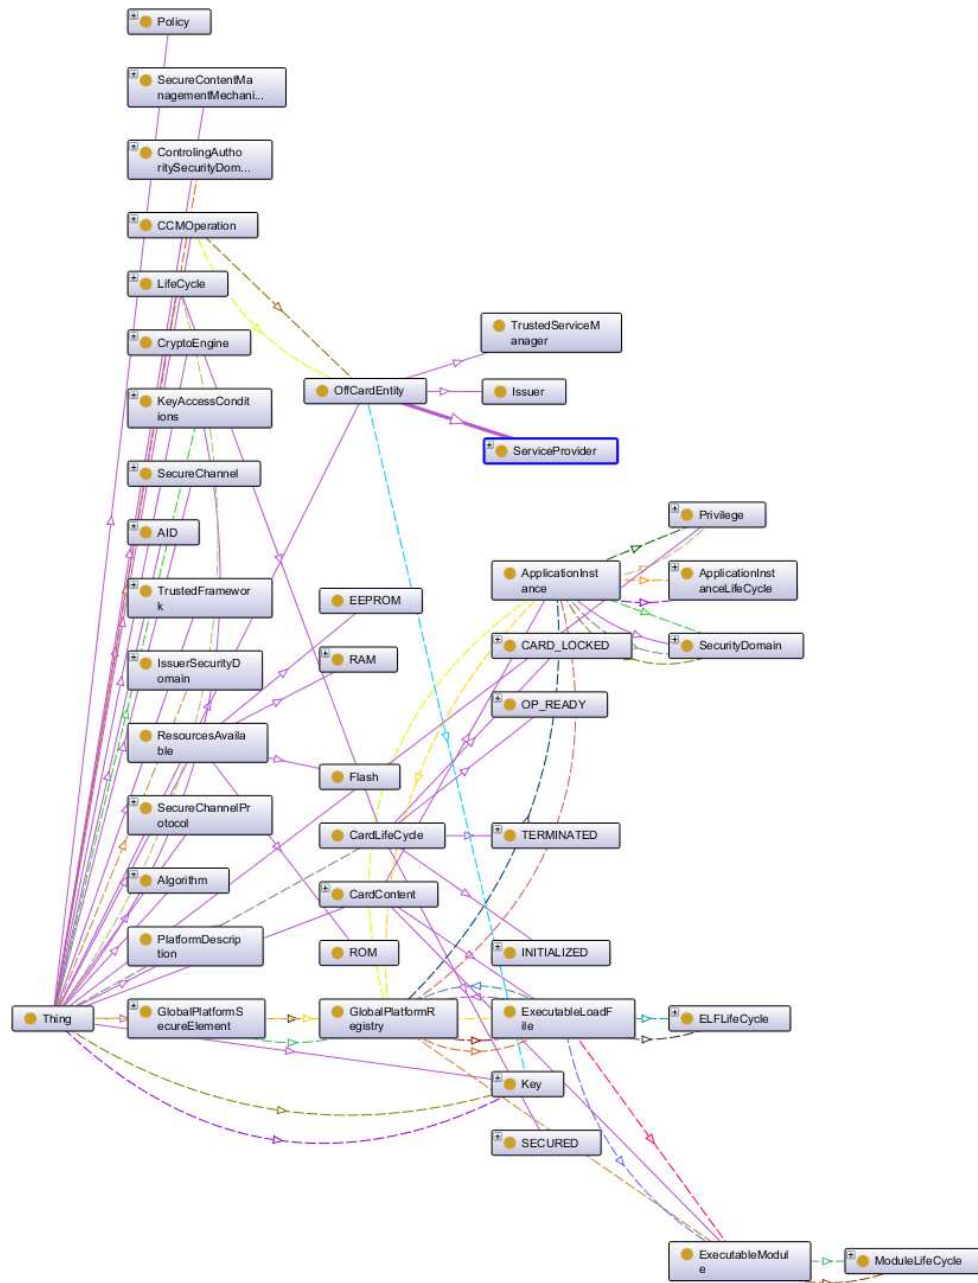 Policy
SecureContentMa
nagementMechani...
ControlingAutho
ritySecurityDom...
CCMOperation
LifeCycle
CryptoEngine
KeyAccessCondit
ions
SecureChannel
AID
TrustedFramewor
k
IssuerSecurityD
omain
ResourcesAvaila
ble
SecureChannelPr
otocol
Algorithm
PlatformDescrip
tion
Thing
GlobalPlatformS
ecureElement
OffCardEntity
EEPROM
RAM
Flash
CardLifeCycle
CardContent
ROM
GlobalPlatformR
egistry
TrustedServiceM
anager
Issuer
ServiceProvider
ApplicationInst
ance
CARD_LOCKED
OP_READY
TERMINATED
INITIALIZED
ExecutableLoadF
ile
Key
SECURED
Privilege
ApplicationInst
anceLifeCycle
SecurityDomain
ELFLifeCycle
ExecutableModul
e
ModuleLifeCycle